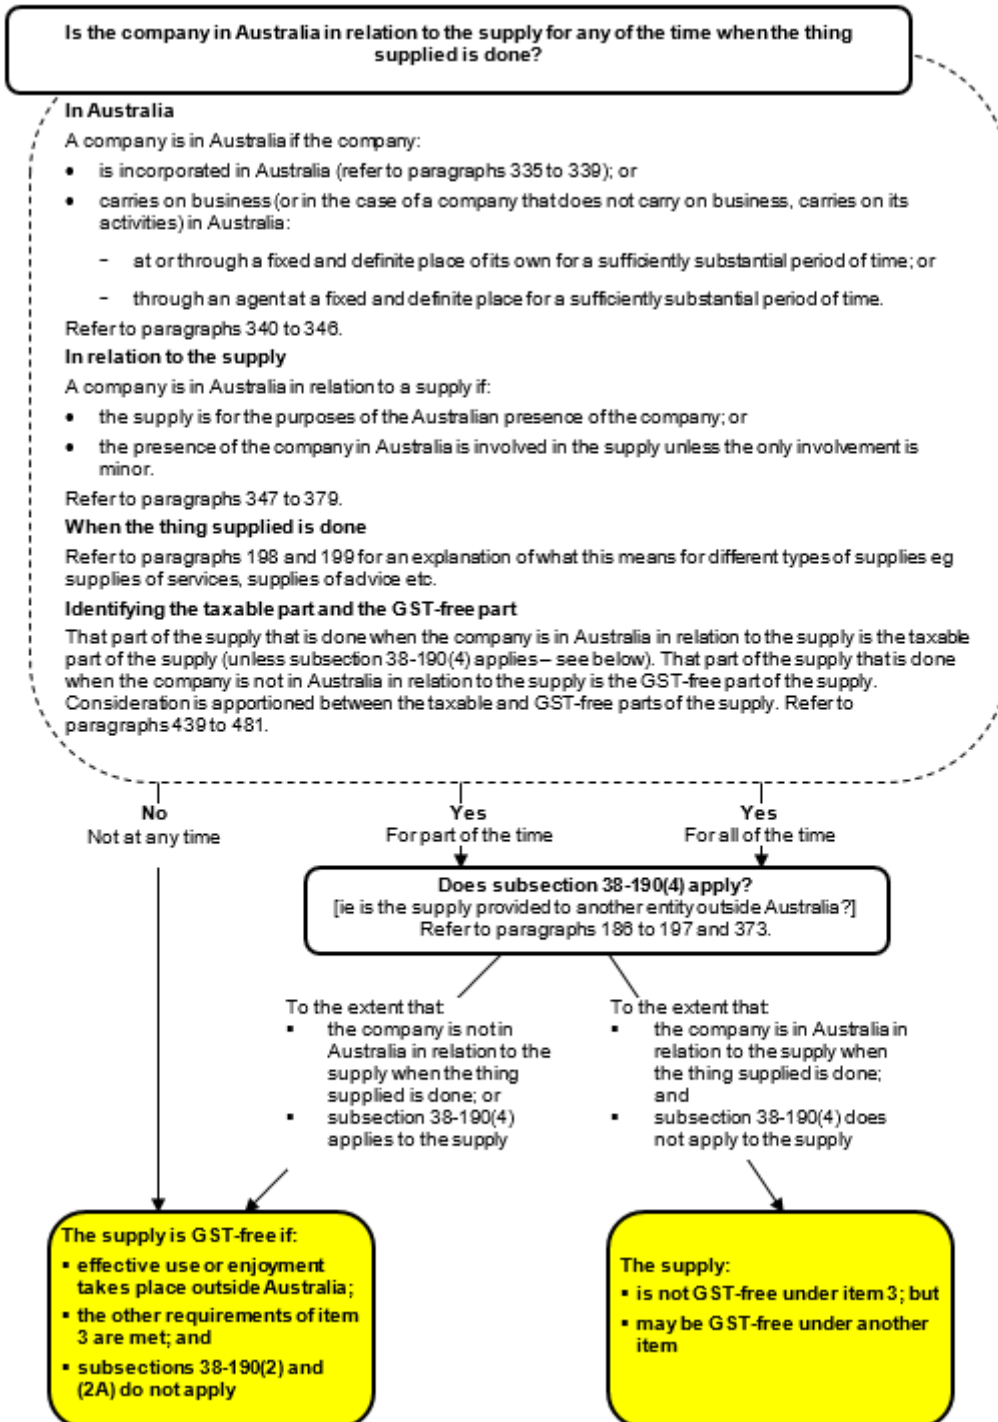 Is the company in Australia in relation to the supply for any of the time when the thing
supplied is done?
In Australia
A company is in Australia if the company:
• is incorporated in Australia (refer to paragraphs 335 to 339); or
• carries on business (or in the case of a company that does not carry on business, carries on its
activities) in Australia:
− at or through a fixed and definite place of its own for a sufficiently substantial period of time; or
− through an agent at a fixed and definite place for a sufficiently substantial period of time.
Refer to paragraphs 340 to 346.
In relation to the supply
A company is in Australia in relation to a supply if:
• the supply is for the purposes of the Australian presence of the company; or
• the presence of the company in Australia is involved in the supply unless the only involvement is
minor.
Refer to paragraphs 347 to 379.
When the thing supplied is done
Refer to paragraphs 198 and 199 for an explanation of what this means for different types of supplies eg
supplies of services, supplies of advice etc.
Identifying the taxable part and the GST-free part
That part of the supply that is done when the company is in Australia in relation to the supply is the taxable
part of the supply (unless subsection 38-190(4) applies – see below). That part of the supply that is done
when the company is not in Australia in relation to the supply is the GST-free part of the supply.
Consideration is apportioned between the taxable and GST-free parts of the supply. Refer to
paragraphs 439 to 481.
No
Not at any time
Yes
For part of the time
Yes
For all of the time
Does subsection 38-190(4) apply?
[ie is the supply provided to another entity outside Australia?]
Refer to paragraphs 186 to 197 and 373.
To the extent that:
▪ the company is not in
Australia in relation to the
supply when the thing
supplied is done; or
▪ subsection 38-190(4)
applies to the supply
To the extent that:
▪ the company is in Australia in
relation to the supply when
the thing supplied is done;
and
▪ subsection 38-190(4) does
not apply to the supply
The supply is GST-free if:
▪ effective use or enjoyment
takes place outside Australia;
▪ the other requirements of item
3 are met; and
▪ subsections 38-190(2) and
(2A) do not apply
The supply:
▪ is not GST-free under item 3; but
▪ may be GST-free under another
item